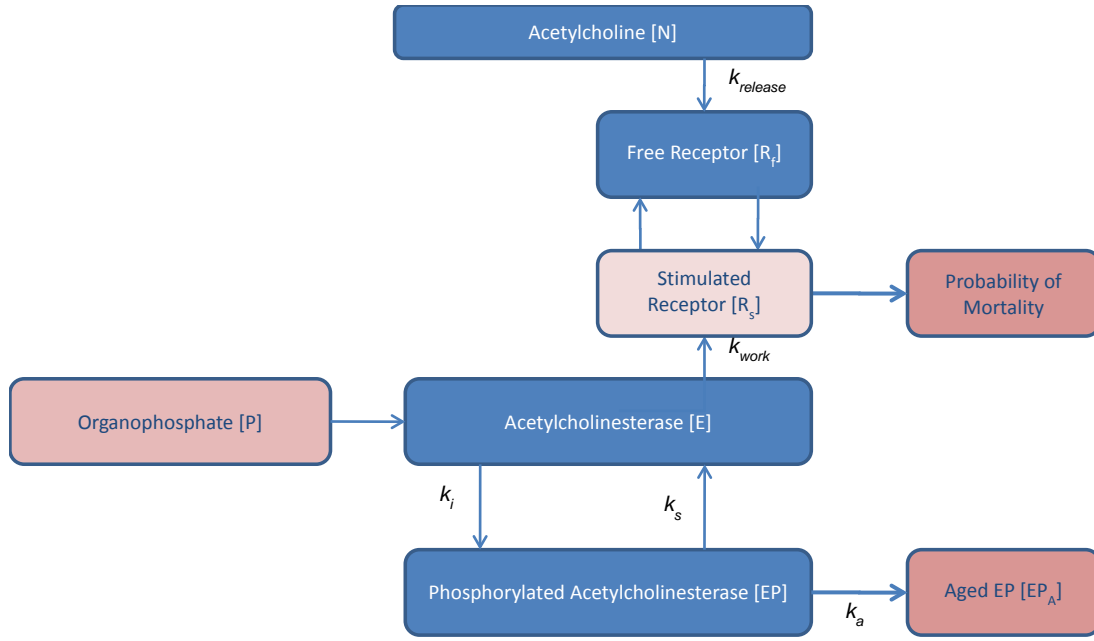 Acetylcholine [N]
k_release
Free Receptor [R_f]
Stimulated
Receptor [R_s]
Probability of
Mortality
k_work
Organophosphate [P]
Acetylcholinesterase [E]
k_i
k_s
Phosphorylated Acetylcholinesterase [EP]
Aged EP [EP_A]
k_a